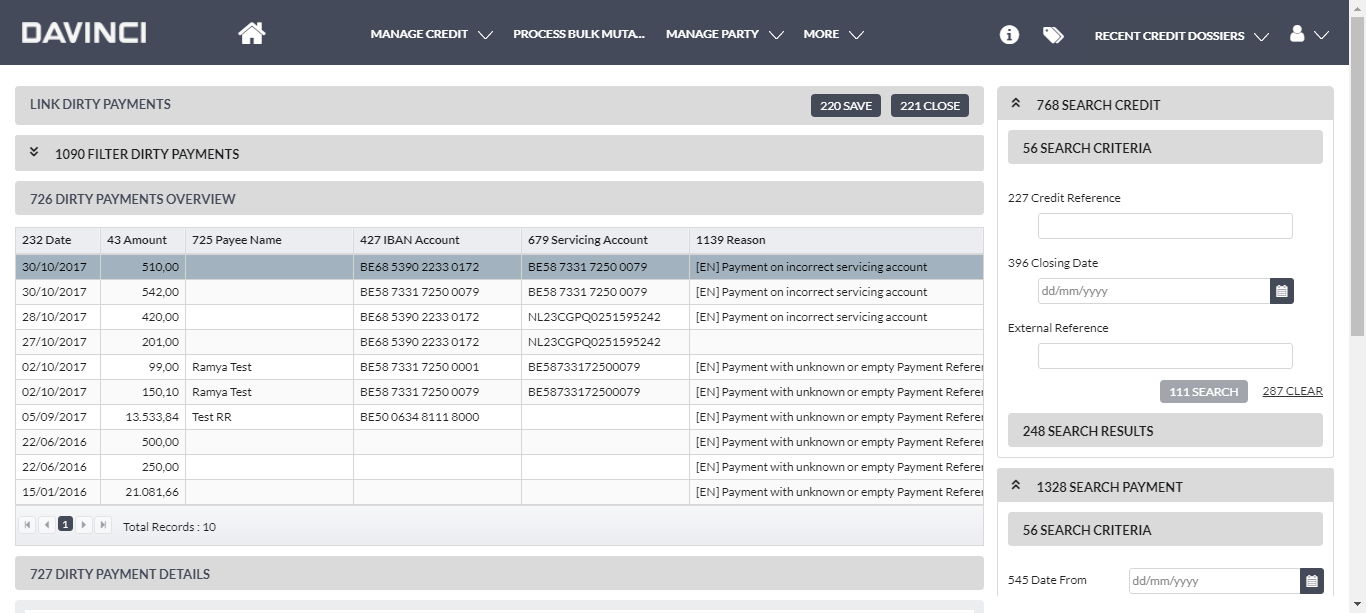 DAVINCI
MANAGE CREDIT PROCESS BULK MUTA... MANAGE PARTY MORE RECENT CREDIT DOSSIERS
LINK DIRTY PAYMENTS 220 SAVE 221 CLOSE
1090 FILTER DIRTY PAYMENTS
726 DIRTY PAYMENTS OVERVIEW
232 Date 43 Amount 725 Payee Name 427 IBAN Account 679 Servicing Account 1139 Reason
30/10/2017 510,00 BE68 5390 2233 0172 BE58 7331 7250 0079 [EN] Payment on incorrect servicing account
30/10/2017 542,00 BE58 7331 7250 0079 BE58 7331 7250 0079 [EN] Payment on incorrect servicing account
28/10/2017 420,00 BE68 5390 2233 0172 NL23CGPQ0251595242 [EN] Payment on incorrect servicing account
27/10/2017 201,00 BE68 5390 2233 0172 NL23CGPQ0251595242
02/10/2017 99,00 Ramya Test BE58 7331 7250 0001 BE58733172500079 [EN] Payment with unknown or empty Payment Refere
02/10/2017 150,10 Ramya Test BE58 7331 7250 0079 BE58733172500079 [EN] Payment with unknown or empty Payment Refere
05/09/2017 13.533,84 Test RR BE50 0634 8111 8000 [EN] Payment with unknown or empty Payment Refere
22/06/2016 500,00 [EN] Payment with unknown or empty Payment Refere
22/06/2016 250,00 [EN] Payment with unknown or empty Payment Refere
15/01/2016 21.081,66 [EN] Payment with unknown or empty Payment Refere
1 Total Records : 10
727 DIRTY PAYMENT DETAILS
768 SEARCH CREDIT
56 SEARCH CRITERIA
227 Credit Reference
396 Closing Date
dd/mm/yyyy
External Reference
111 SEARCH 287 CLEAR
248 SEARCH RESULTS
1328 SEARCH PAYMENT
56 SEARCH CRITERIA
545 Date From dd/mm/yyyy